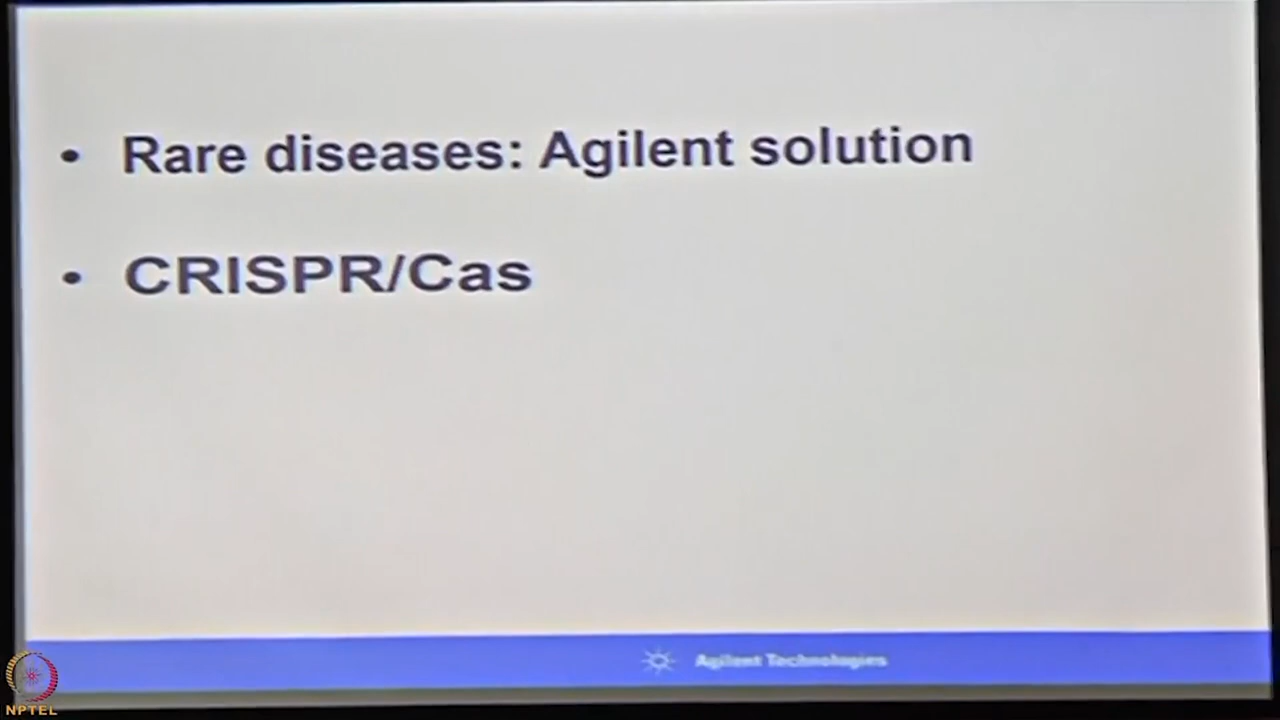 • Rare diseases: Agilent solution
• CRISPR/Cas
Agilent Technologies
NPTEL